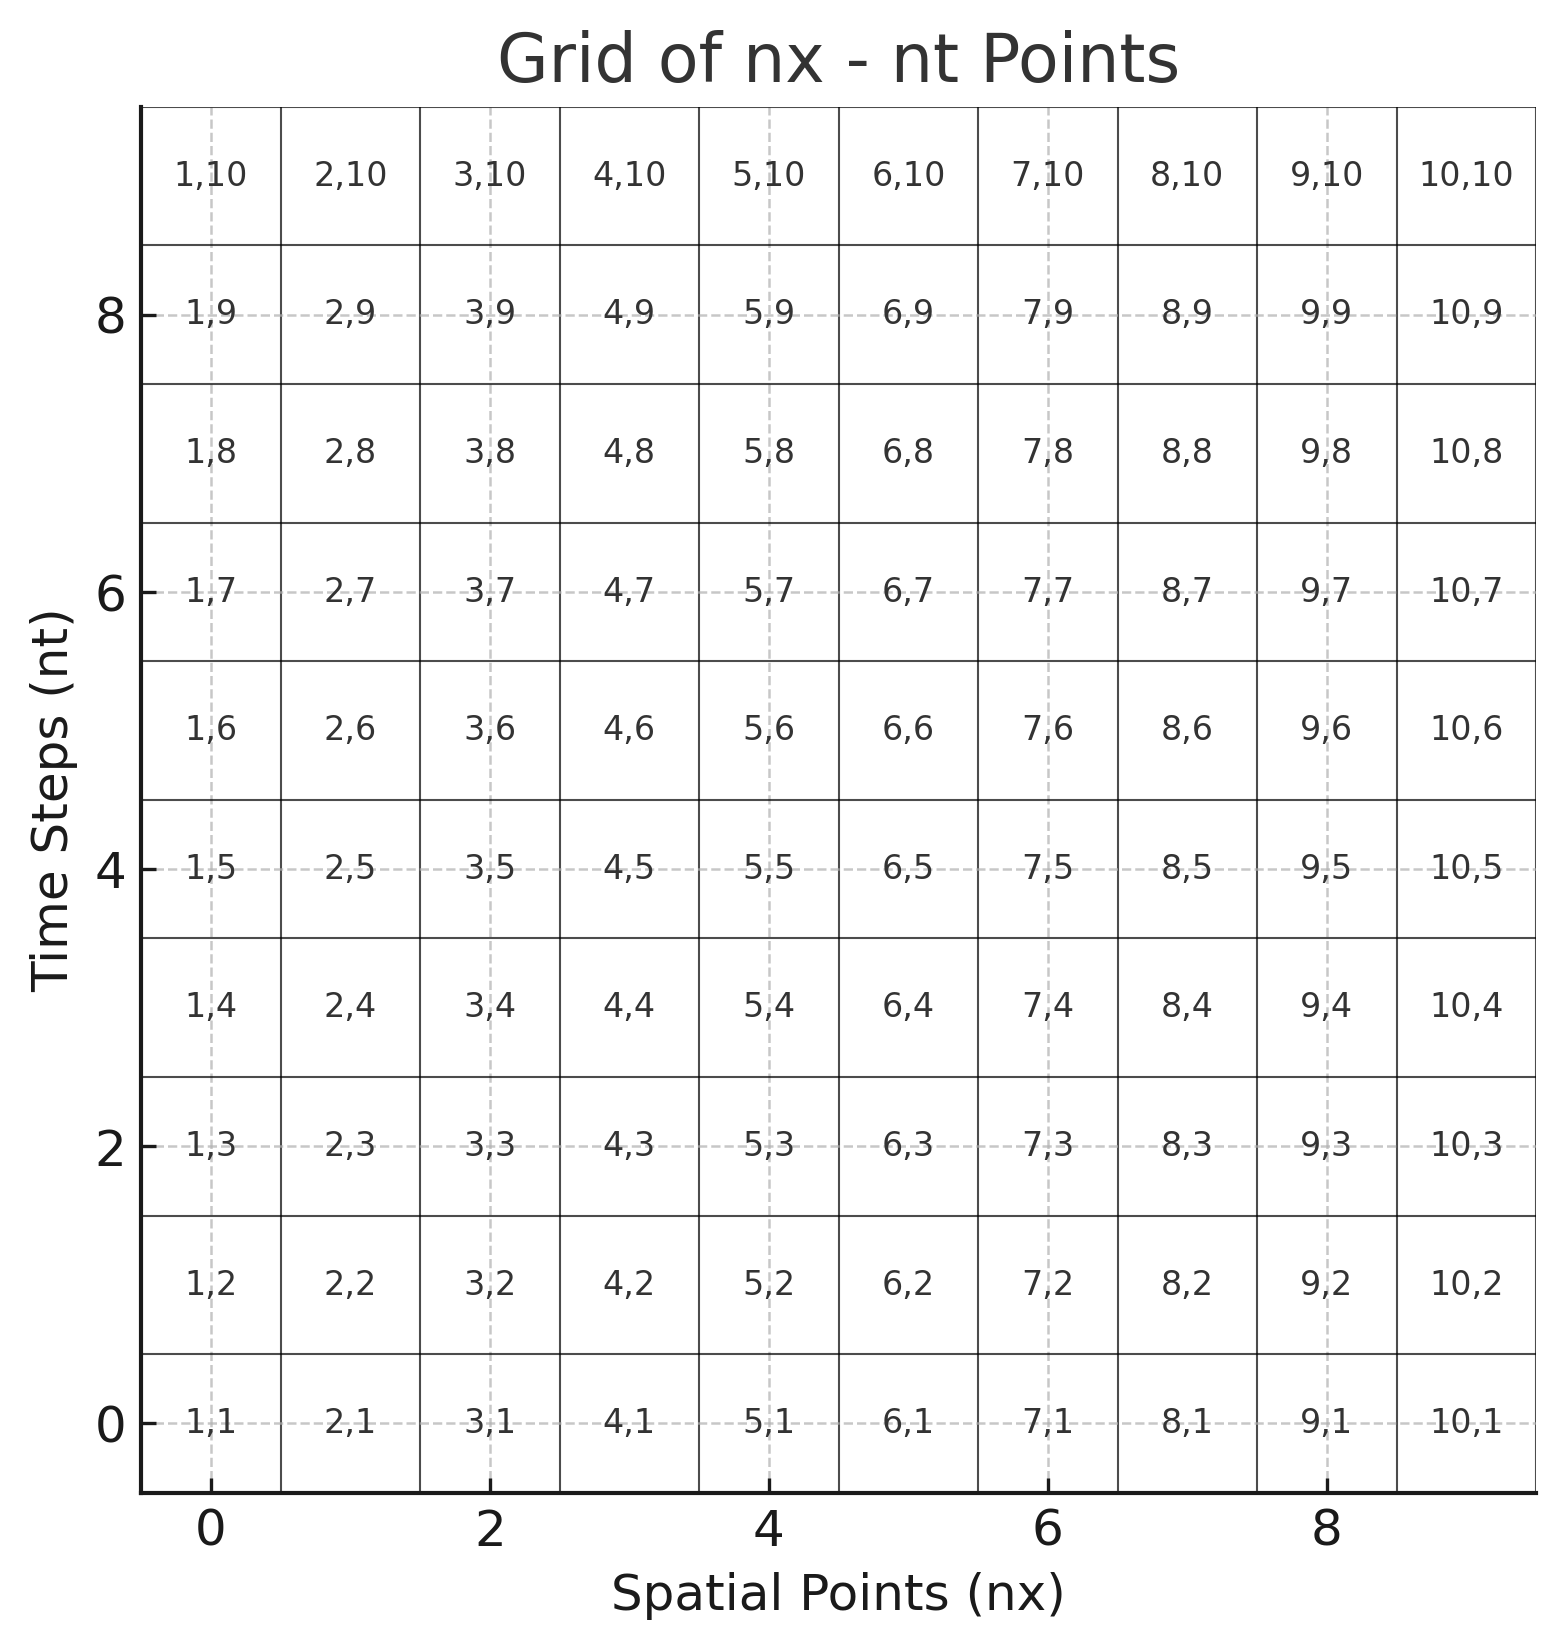 Grid of nx - nt Points
1,10 2,10 3,10 4,10 5,10 6,10 7,10 8,10 9,10 10,10
8 1,9 2,9 3,9 4,9 5,9 6,9 7,9 8,9 9,9 10,9
1,8 2,8 3,8 4,8 5,8 6,8 7,8 8,8 9,8 10,8
6 1,7 2,7 3,7 4,7 5,7 6,7 7,7 8,7 9,7 10,7
1,6 2,6 3,6 4,6 5,6 6,6 7,6 8,6 9,6 10,6
Time Steps (nt)
4 1,5 2,5 3,5 4,5 5,5 6,5 7,5 8,5 9,5 10,5
1,4 2,4 3,4 4,4 5,4 6,4 7,4 8,4 9,4 10,4
2 1,3 2,3 3,3 4,3 5,3 6,3 7,3 8,3 9,3 10,3
1,2 2,2 3,2 4,2 5,2 6,2 7,2 8,2 9,2 10,2
0 1,1 2,1 3,1 4,1 5,1 6,1 7,1 8,1 9,1 10,1
0 2 4 6 8
Spatial Points (nx)